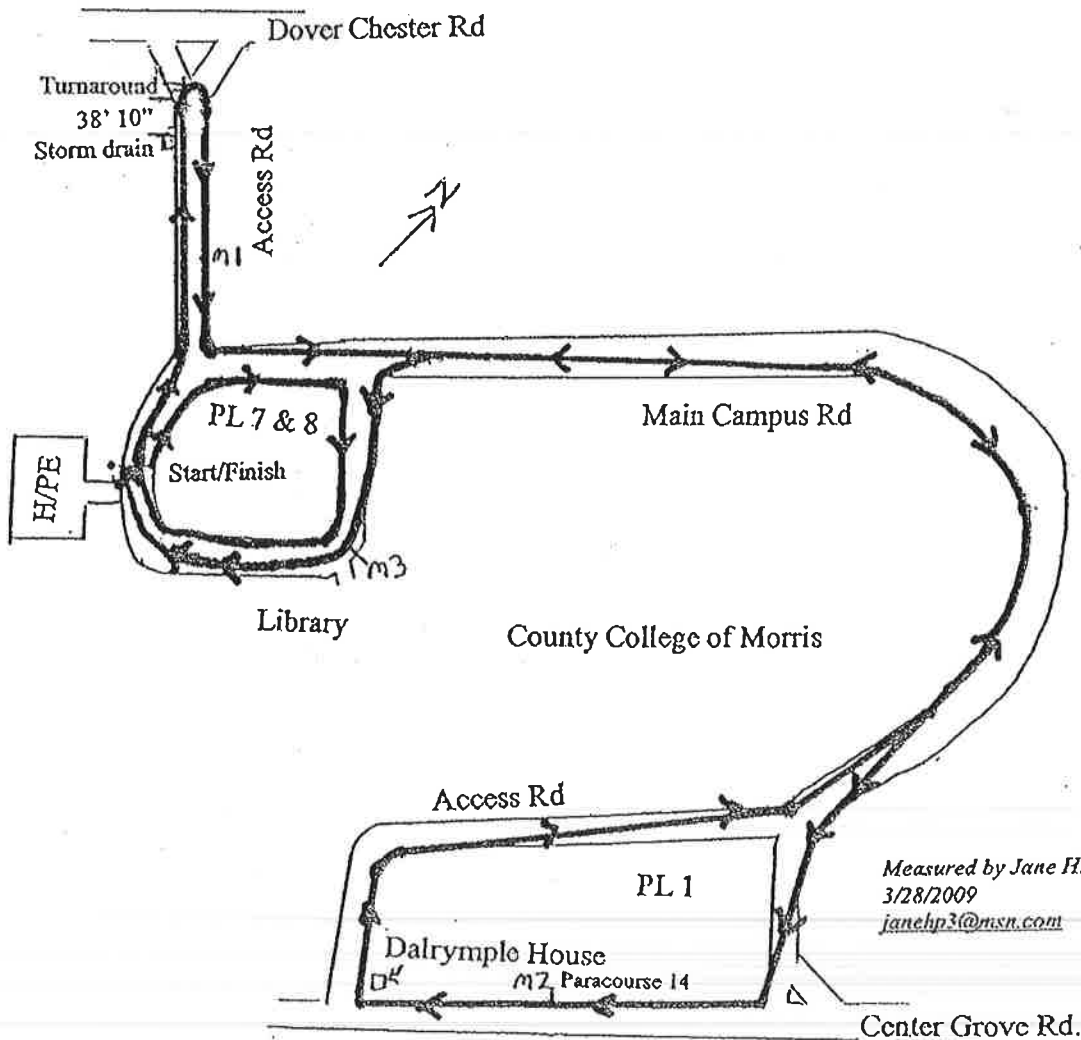 Dover Chester Rd
Turnaround
38' 10"
Storm drain
Access Rd
N
M1
PL 7 & 8
Main Campus Rd
Start/Finish
H/PE
M3
Library
County College of Morris
Access Rd
PL 1
Measured by Jane H.
3/28/2009
janehp3@msn.com
Dalrymple House
M2 Paracourse 14
Center Grove Rd.